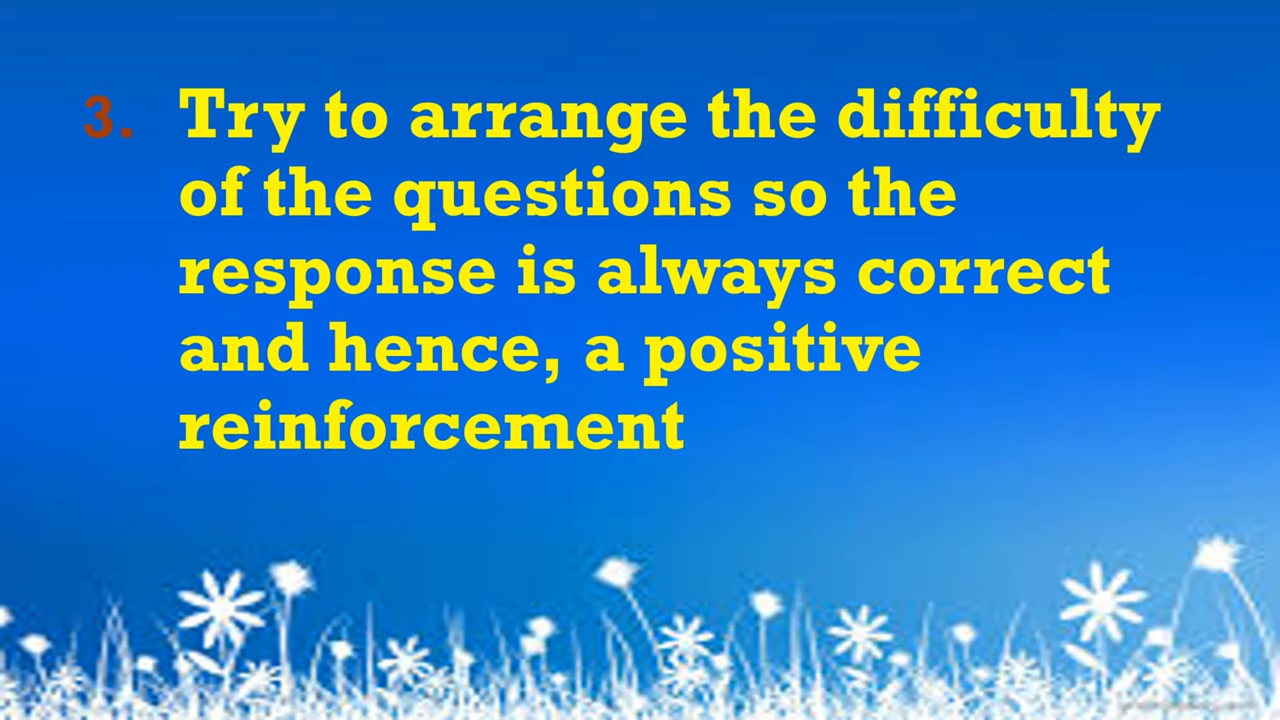 3. Try to arrange the difficulty
of the questions so the
response is always correct
and hence, a positive
reinforcement